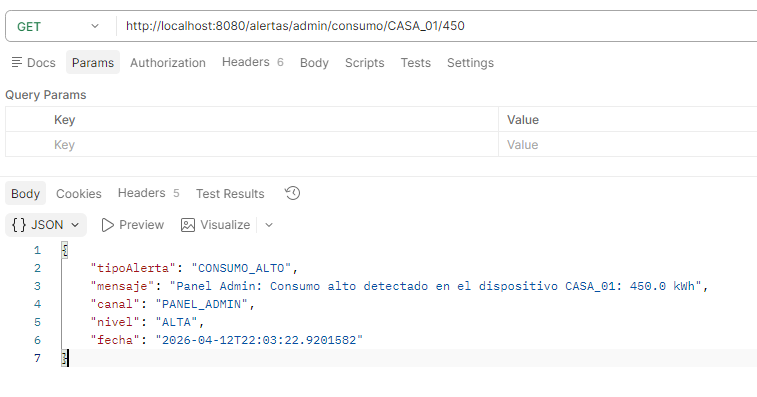 GET http://localhost:8080/alertas/admin/consumo/CASA_01/450
Docs Params Authorization Headers 6 Body Scripts Tests Settings
Query Params
Key Value
Key Value
Body Cookies Headers 5 Test Results
{} JSON Preview Visualize
1 {
2 "tipoAlerta": "CONSUMO_ALTO",
3 "mensaje": "Panel Admin: Consumo alto detectado en el dispositivo CASA_01: 450.0 kWh",
4 "canal": "PANEL_ADMIN",
5 "nivel": "ALTA",
6 "fecha": "2026-04-12T22:03:22.9201582"
7 }